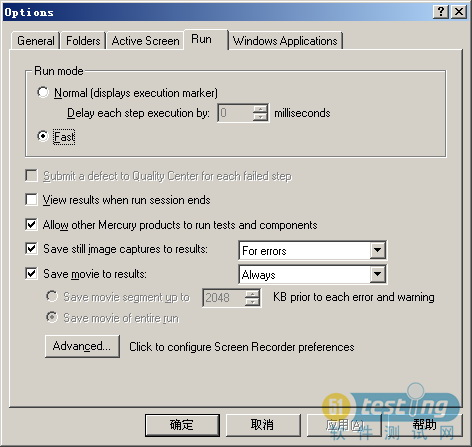 Options
General Folders Active Screen Run Windows Applications
Run mode
Normal (displays execution marker)
Delay each step execution by: 0 milliseconds
Fast
Submit a defect to Quality Center for each failed step
View results when run session ends
Allow other Mercury products to run tests and components
Save still image captures to results: For errors
Save movie to results: Always
Save movie segment up to 2048 KB prior to each error and warning
Save movie of entire run
Advanced... Click to configure Screen Recorder preferences
51 testing
软件测试网
确定 取消 应用(A) 帮助